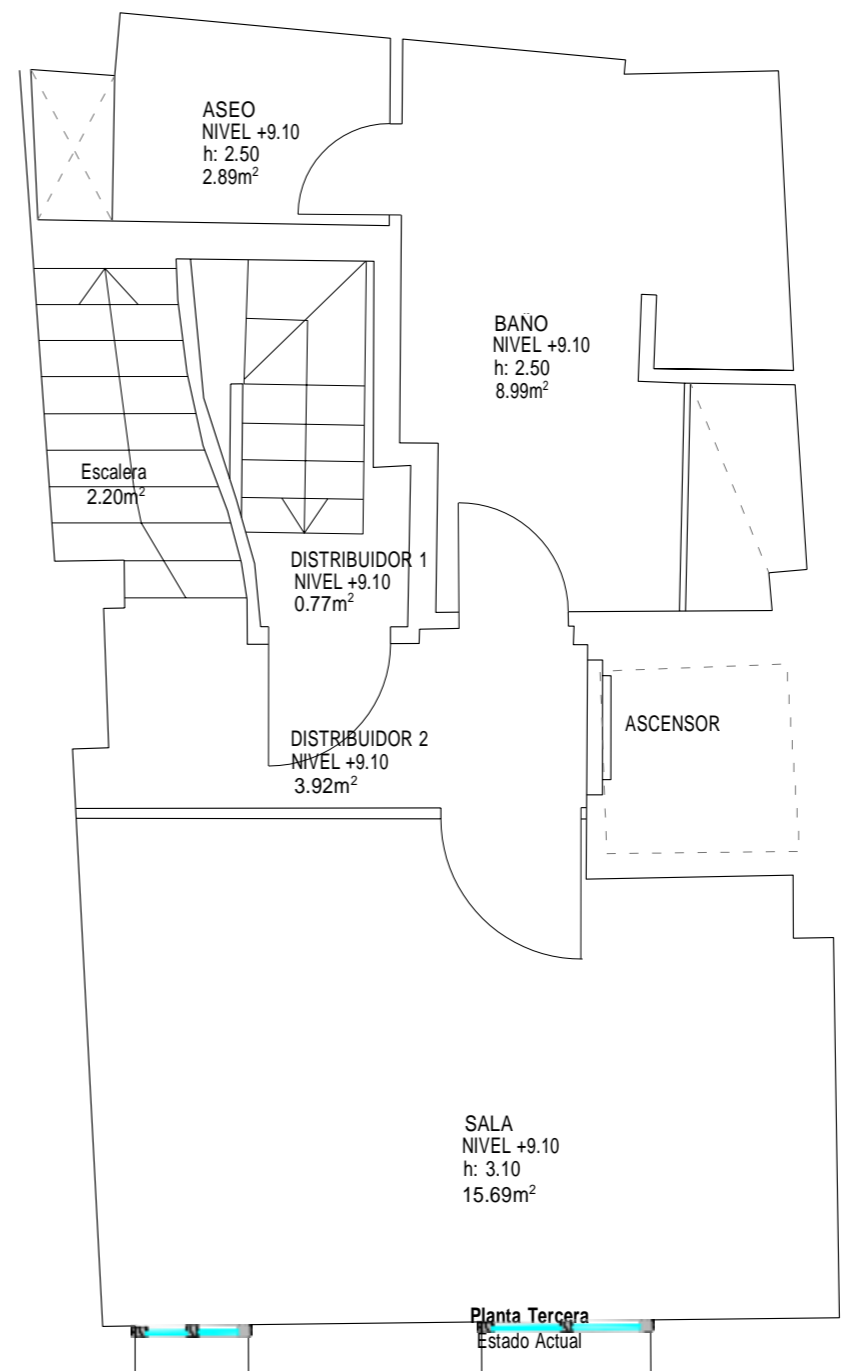 ASEO
NIVEL +9.10
h: 2.50
2.89m²
BAÑO
NIVEL +9.10
h: 2.50
8.99m²
Escalera
2.20m²
DISTRIBUIDOR 1
NIVEL +9.10
0.77m²
ASCENSOR
DISTRIBUIDOR 2
NIVEL +9.10
3.92m²
SALA
NIVEL +9.10
h: 3.10
15.69m²
Planta Tercera
Estado Actual